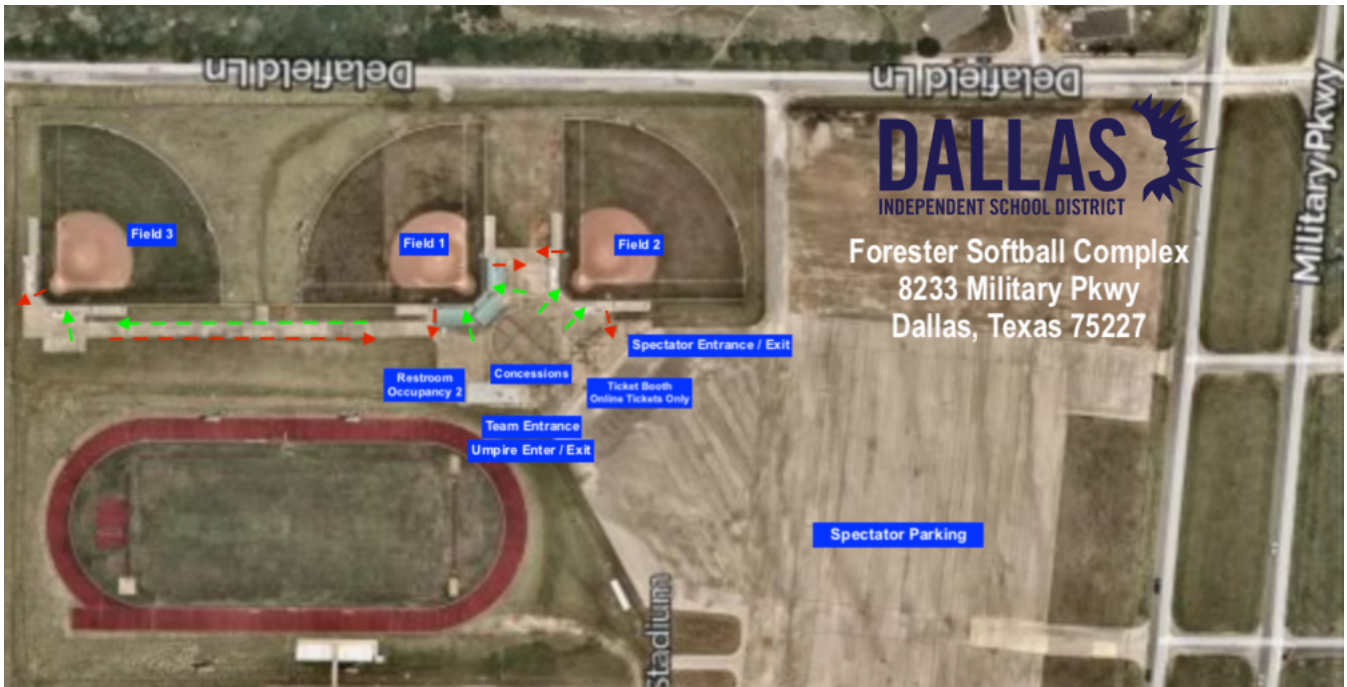 Delafield Ln
Delafield
Ln
Military Pkwy
DALLAS
INDEPENDENT SCHOOL DISTRICT
Forester Softball Complex
8233 Military Pkwy
Dallas, Texas 75227
Field 3
Field 1
Field 2
Spectator Entrance / Exit
Concessions
Restroom
Occupancy 2
Ticket Booth
Online Tickets Only
Team Entrance
Umpire Enter / Exit
Spectator Parking
Stadium